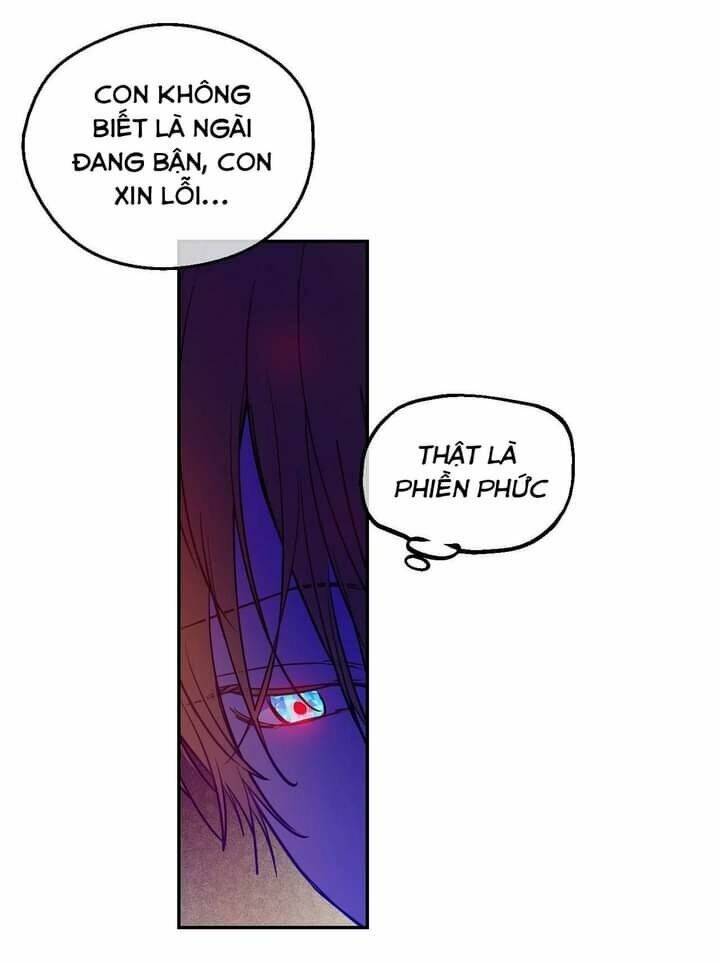 CON KHÔNG
BIẾT LÀ NGÀI
ĐANG BẬN, CON
XIN LỖI...
THẬT LÀ
PHIỀN PHỨC